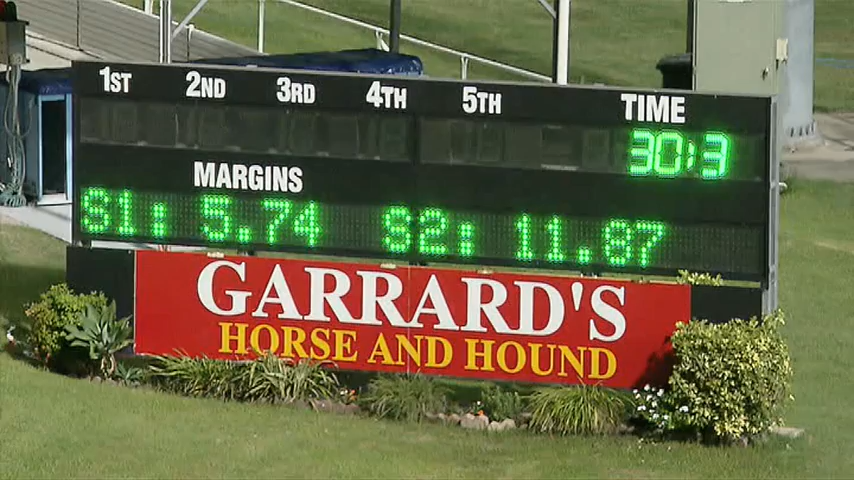 1ST 2ND 3RD 4TH 5TH TIME
30:3
MARGINS
S1: 5.74 S2: 11.87
GARRARD'S
HORSE AND HOUND